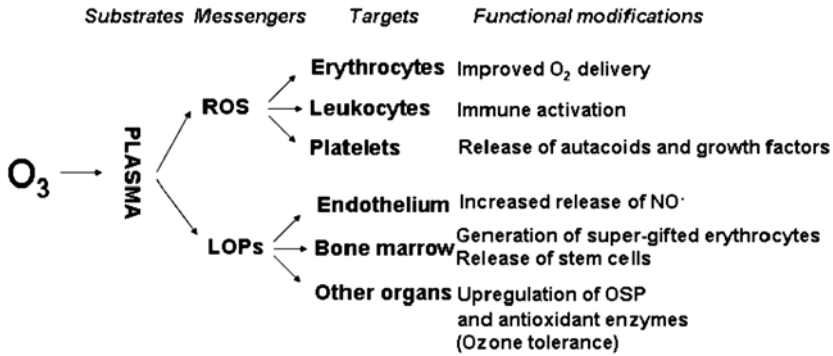 Substrates Messengers Targets Functional modifications
Erythrocytes Improved O₂ delivery
ROS Leukocytes Immune activation
Platelets Release of autacoids and growth factors
O₃ PLASMA
Endothelium Increased release of NO·
LOPs Bone marrow Generation of super-gifted erythrocytes
Release of stem cells
Other organs Upregulation of OSP
and antioxidant enzymes
(Ozone tolerance)